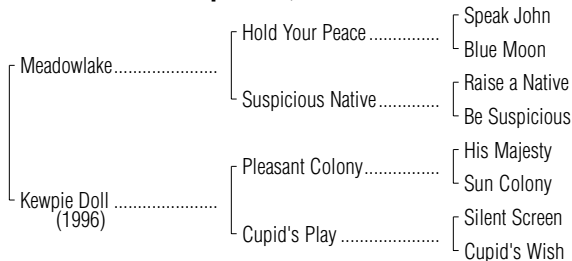 Speak John
Hold Your Peace ...............
Blue Moon
Meadowlake......................
Raise a Native
Suspicious Native.............
Be Suspicious
His Majesty
Pleasant Colony................
Sun Colony
Kewpie Doll ......................
(1996)
Silent Screen
Cupid's Play .....................
Cupid's Wish